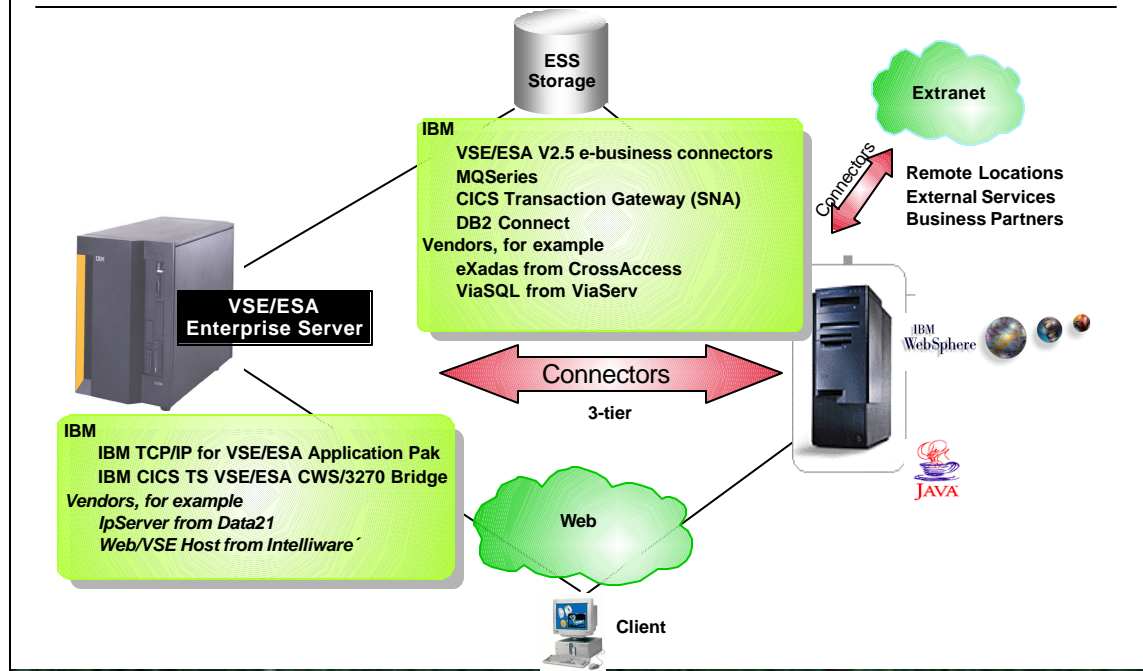 ESS
Storage
Extranet
IBM
VSE/ESA V2.5 e-business connectors
MQSeries
CICS Transaction Gateway (SNA)
DB2 Connect
Vendors, for example
eXadas from CrossAccess
ViaSQL from ViaServ
Connectors
Remote Locations
External Services
Business Partners
IBM
VSE/ESA
Enterprise Server
IBM
WebSphere
Connectors
3-tier
IBM
IBM TCP/IP for VSE/ESA Application Pak
IBM CICS TS VSE/ESA CWS/3270 Bridge
Vendors, for example
IpServer from Data21
Web/VSE Host from Intelliware´
JAVA
Web
Client